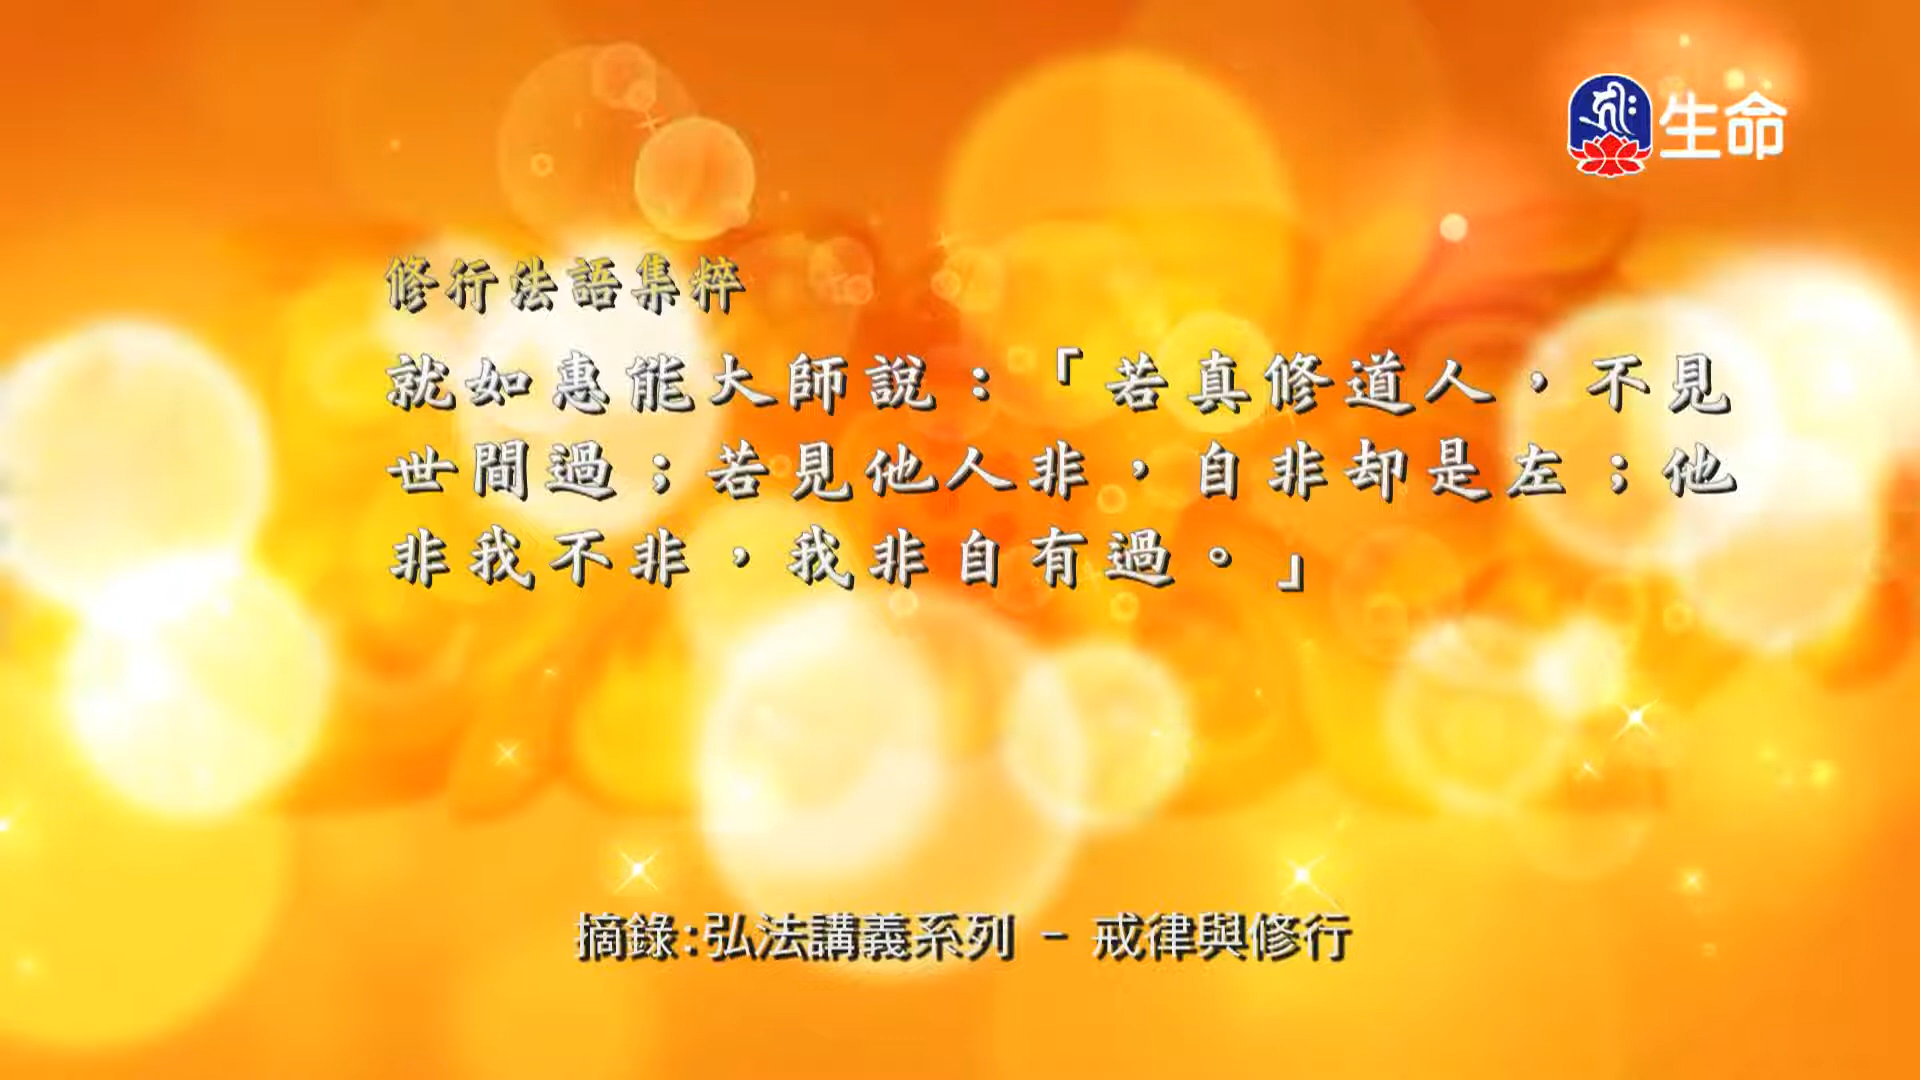 生命
修行法語集粹
就如惠能大師說：「若真修道人，不見
世間過；若見他人非，自非却是左；他
非我不非，我非自有過。」
摘錄:弘法講義系列 - 戒律與修行